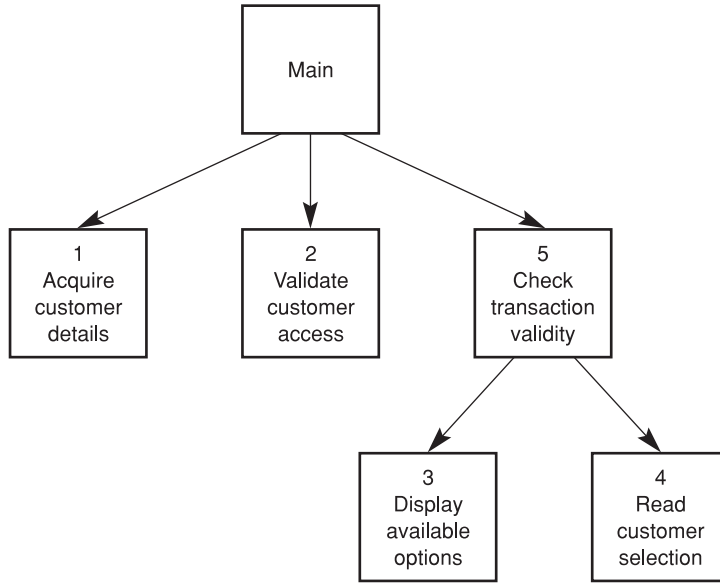 Main
1
Acquire
customer
details
2
Validate
customer
access
5
Check
transaction
validity
3
Display
available
options
4
Read
customer
selection